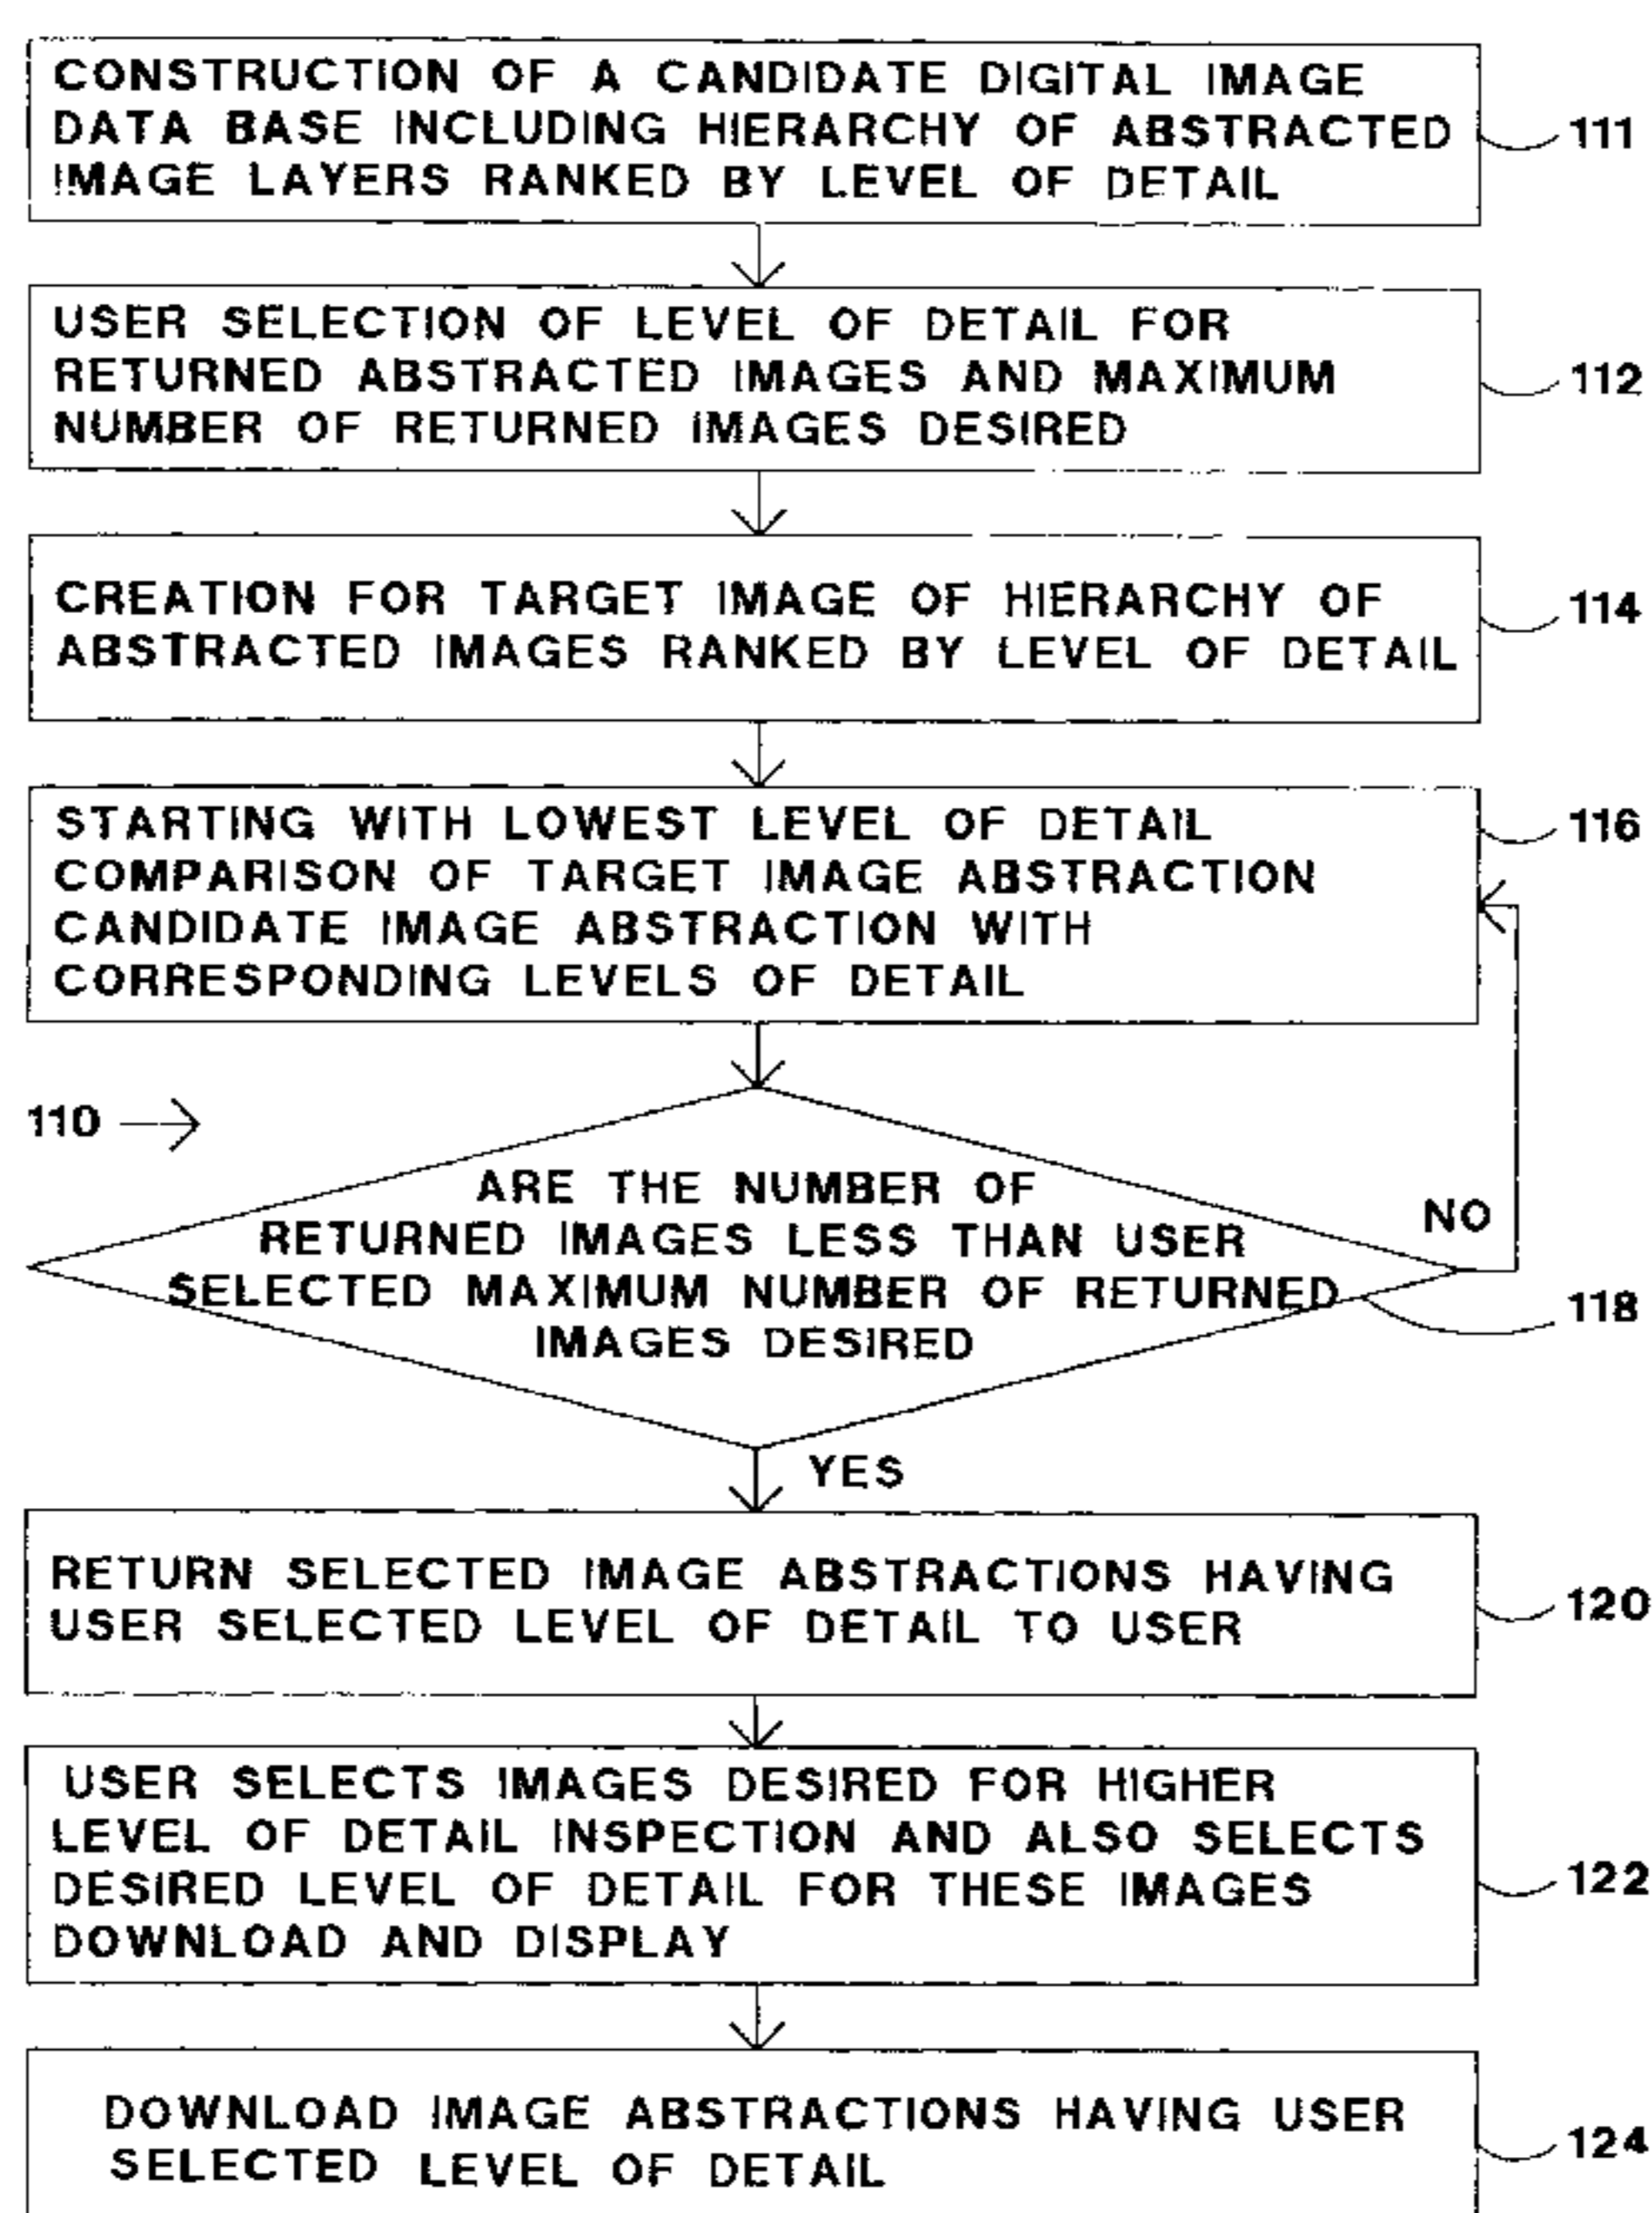 CONSTRUCTION OF A CANDIDATE DIGITAL IMAGE
DATA BASE INCLUDING HIERARCHY OF ABSTRACTED
IMAGE LAYERS RANKED BY LEVEL OF DETAIL
111
USER SELECTION OF LEVEL OF DETAIL FOR
RETURNED ABSTRACTED IMAGES AND MAXIMUM
NUMBER OF RETURNED IMAGES DESIRED
112
CREATION FOR TARGET IMAGE OF HIERARCHY OF
ABSTRACTED IMAGES RANKED BY LEVEL OF DETAIL
114
STARTING WITH LOWEST LEVEL OF DETAIL
COMPARISON OF TARGET IMAGE ABSTRACTION
CANDIDATE IMAGE ABSTRACTION WITH
CORRESPONDING LEVELS OF DETAIL
116
110
ARE THE NUMBER OF
RETURNED IMAGES LESS THAN USER
SELECTED MAXIMUM NUMBER OF RETURNED
IMAGES DESIRED
NO
118
YES
RETURN SELECTED IMAGE ABSTRACTIONS HAVING
USER SELECTED LEVEL OF DETAIL TO USER
120
USER SELECTS IMAGES DESIRED FOR HIGHER
LEVEL OF DETAIL INSPECTION AND ALSO SELECTS
DESIRED LEVEL OF DETAIL FOR THESE IMAGES
DOWNLOAD AND DISPLAY
122
DOWNLOAD IMAGE ABSTRACTIONS HAVING USER
SELECTED LEVEL OF DETAIL
124